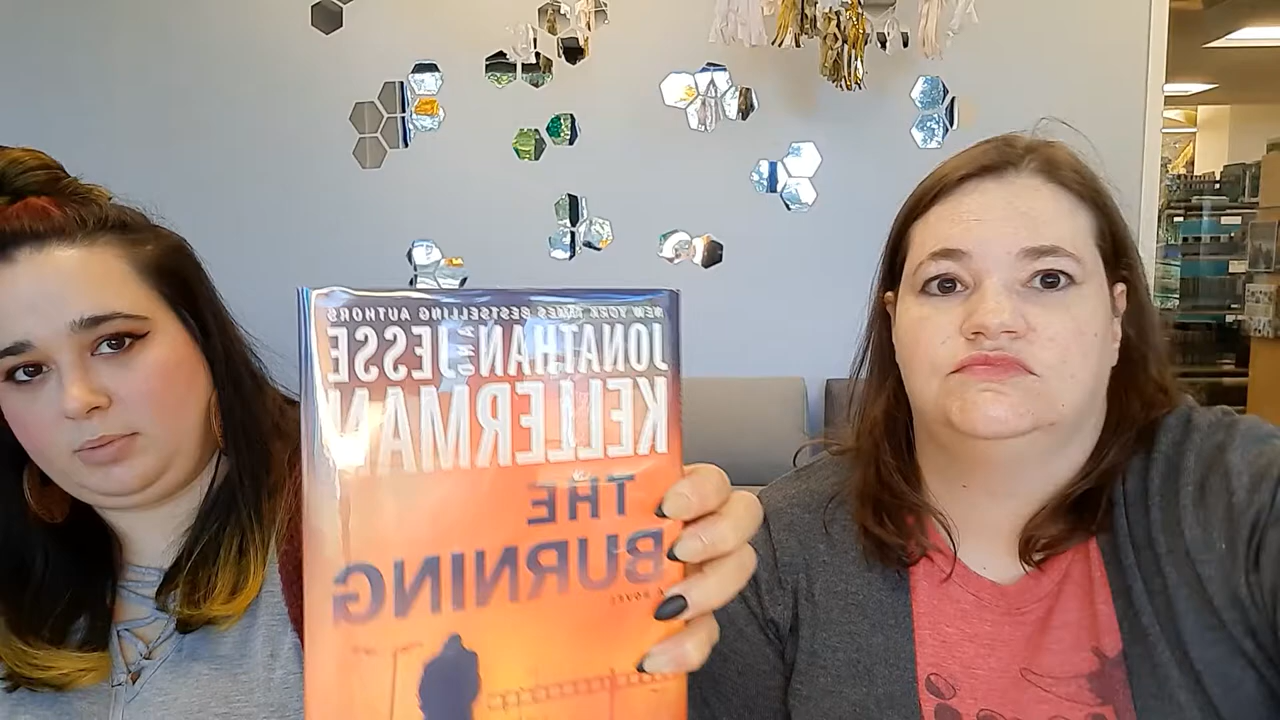 NEW YORK TIMES BESTSELLING AUTHORS
JONATHAN AND JESSE
KELLERMAN
THE
BURNING
A NOVEL